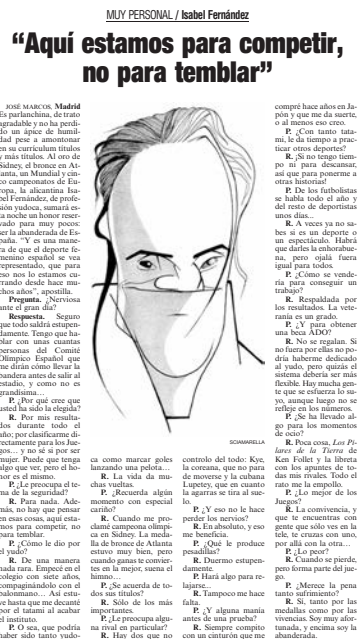 MUY PERSONAL / Isabel Fernández
“Aquí estamos para competir,
no para temblar”
JOSÉ MARCOS, Madrid
Es parlanchina, de trato
agradable y no ha perdi-
do un ápice de humil-
dad pese a amontonar
en su currículum títulos
y más títulos. Al oro de
Sídney, el bronce en At-
lanta, un Mundial y cin-
co campeonatos de Eu-
ropa, la alicantina Isa-
bel Fernández, de profe-
sión yudoca, sumará es-
ta noche un honor reser-
vado para muy pocos:
ser la abanderada de Es-
paña. “Y es una mane-
ra de que el deporte fe-
menino español se vea
representado, que para
eso nos lo estamos cu-
rrando desde hace mu-
chos años”, apostilla.
Pregunta. ¿Nerviosa
ante el gran día?
Respuesta. Seguro
que todo saldrá estupen-
damente. Tengo que ha-
blar con unas cuantas
personas del Comité
Olímpico Español que
me dirán cómo llevar la
bandera antes de salir al
estadio, y como no es
grandísima...
P. ¿Por qué cree que
usted ha sido la elegida?
R. Por mis resulta-
dos durante todo el
año; por clasificarme di-
rectamente para los Jue-
gos... y no sé si por ser
mujer. Puede que tenga
algo que ver, pero el ho-
nor es el mismo.
P. ¿Le preocupa el te-
ma de la seguridad?
R. Para nada. Ade-
más, no hay que pensar
en esas cosas, aquí esta-
mos para competir, no
para temblar.
P. ¿Cómo le dio por
el yudo?
R. De una manera
nada rara. Empecé en el
colegio con siete años,
compaginándolo con el
balonmano... Así estu-
ve hasta que me decanté
por el tatami al acabar
el instituto.
P. O sea, que podría
haber sido tanto yudo-
ca como marcar goles
lanzando una pelota...
R. La vida da mu-
chas vueltas.
P. ¿Recuerda algún
momento con especial
cariño?
R. Cuando me pro-
clamé campeona olímpi-
ca en Sidney. La meda-
lla de bronce de Atlanta
estuvo muy bien, pero
cuando ganas te convier-
tes en la mejor, suena el
himno...
P. ¿Se acuerda de to-
dos sus títulos?
R. Sólo de los más
importantes.
P. ¿Le preocupa algu-
na rival en particular?
R. Hay dos que no
SCIAMARELLA
controlo del todo: Kye,
la coreana, que no para
de moverse y la cubana
Lupetey, que en cuanto
la agarras se tira al sue-
lo.
P. ¿Y eso no le hace
perder los nervios?
R. En absoluto, y eso
me beneficia.
P. ¿Qué le produce
pesadillas?
R. Duermo estupen-
damente.
P. Hará algo para re-
lajarse...
R. Tampoco me hace
falta.
P. ¿Y alguna manía
antes de una prueba?
R. Siempre compito
con un cinturón que me
compré hace años en Ja-
pón y que me da suerte,
o al menos eso creo.
P. ¿Con tanto tata-
mi, le da tiempo a prac-
ticar otros deportes?
R. ¡Si no tengo tiem-
po ni para descansar,
así que para ponerme a
otras historias!
P. De los futbolistas
se habla todo el año y
del resto de deportistas
unos días...
R. A veces ya no sa-
bes si es un deporte o
un espectáculo. Habrá
que darles la enhorabue-
na, pero ojalá fuera
igual para todos.
P. ¿Cómo se vende-
ría para conseguir un
trabajo?
R. Respaldada por
los resultados. La vete-
ranía es un grado.
P. ¿Y para obtener
una beca ADO?
R. No se regalan. Si
no fuera por ellas no po-
dría haberme dedicado
al yudo, pero quizás el
sistema debería ser más
flexible. Hay mucha gen-
te que se esfuerza lo su-
yo, aunque luego no se
refleje en los números.
P. ¿Se ha llevado al-
go para los momentos
de ocio?
R. Poca cosa, Los Pi-
lares de la Tierra de
Ken Follet y la libreta
con los apuntes de to-
das mis rivales. Todo el
rato me la empollo.
P. ¿Lo mejor de los
Juegos?
R. La convivencia, y
que te encuentras con
gente que sólo ves en la
tele, te cruzas con uno,
por allá con la otra...
P. ¿Lo peor?
R. Cuando se pierde,
pero forma parte del jue-
go.
P. ¿Merece la pena
tanto sufrimiento?
R. Sí, tanto por las
medallas como por las
vivencias. Soy muy afor-
tunada, y encima soy la
abanderada.